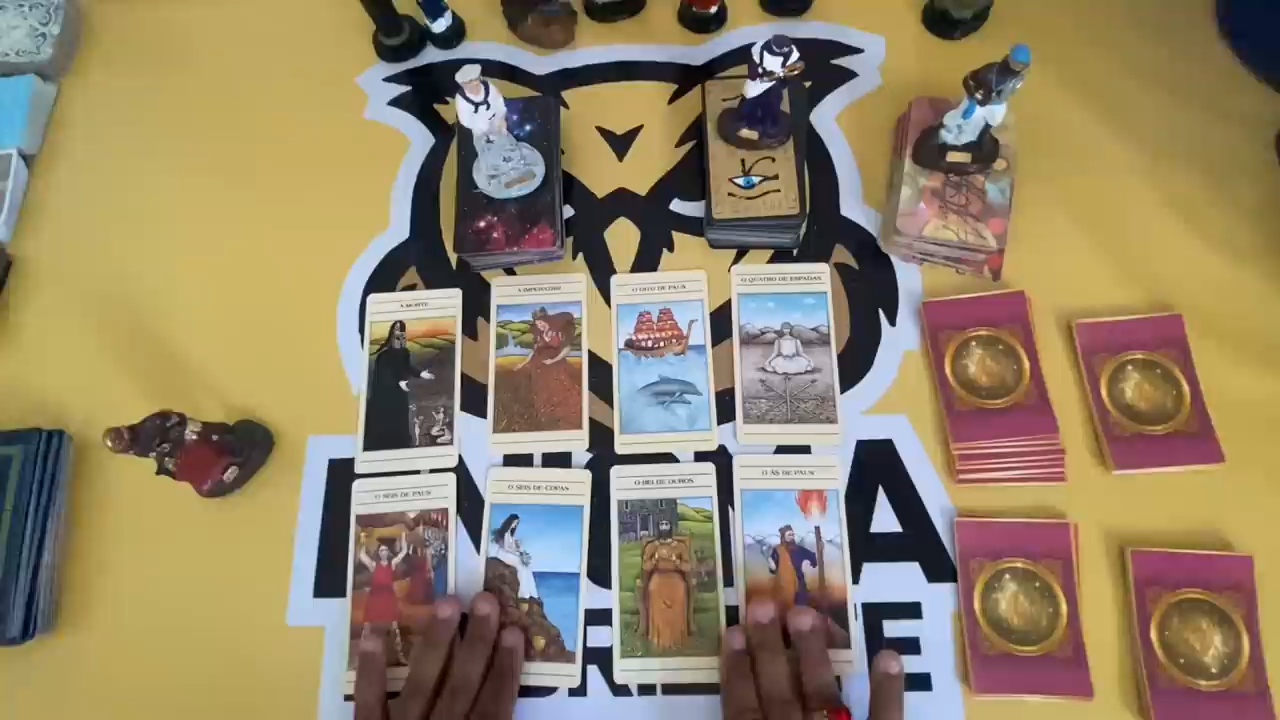 A MORTE
A IMPERATRIZ
O OITO DE PAUS
O QUATRO DE ESPADAS
O SEIS DE PAUS
O SEIS DE COPAS
O REI DE OUROS
O ÁS DE PAUS